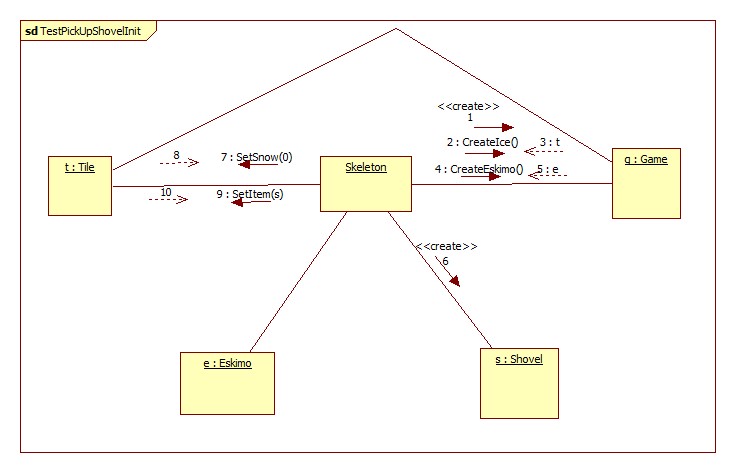 sd TestPickUpShovelInit
<<create>>
1
2 : CreateIce()
3 : t
8
7 : SetSnow(0)
t : Tile
Skeleton
g : Game
4 : CreateEskimo()
5 : e
10
9 : SetItem(s)
<<create>>
6
e : Eskimo
s : Shovel